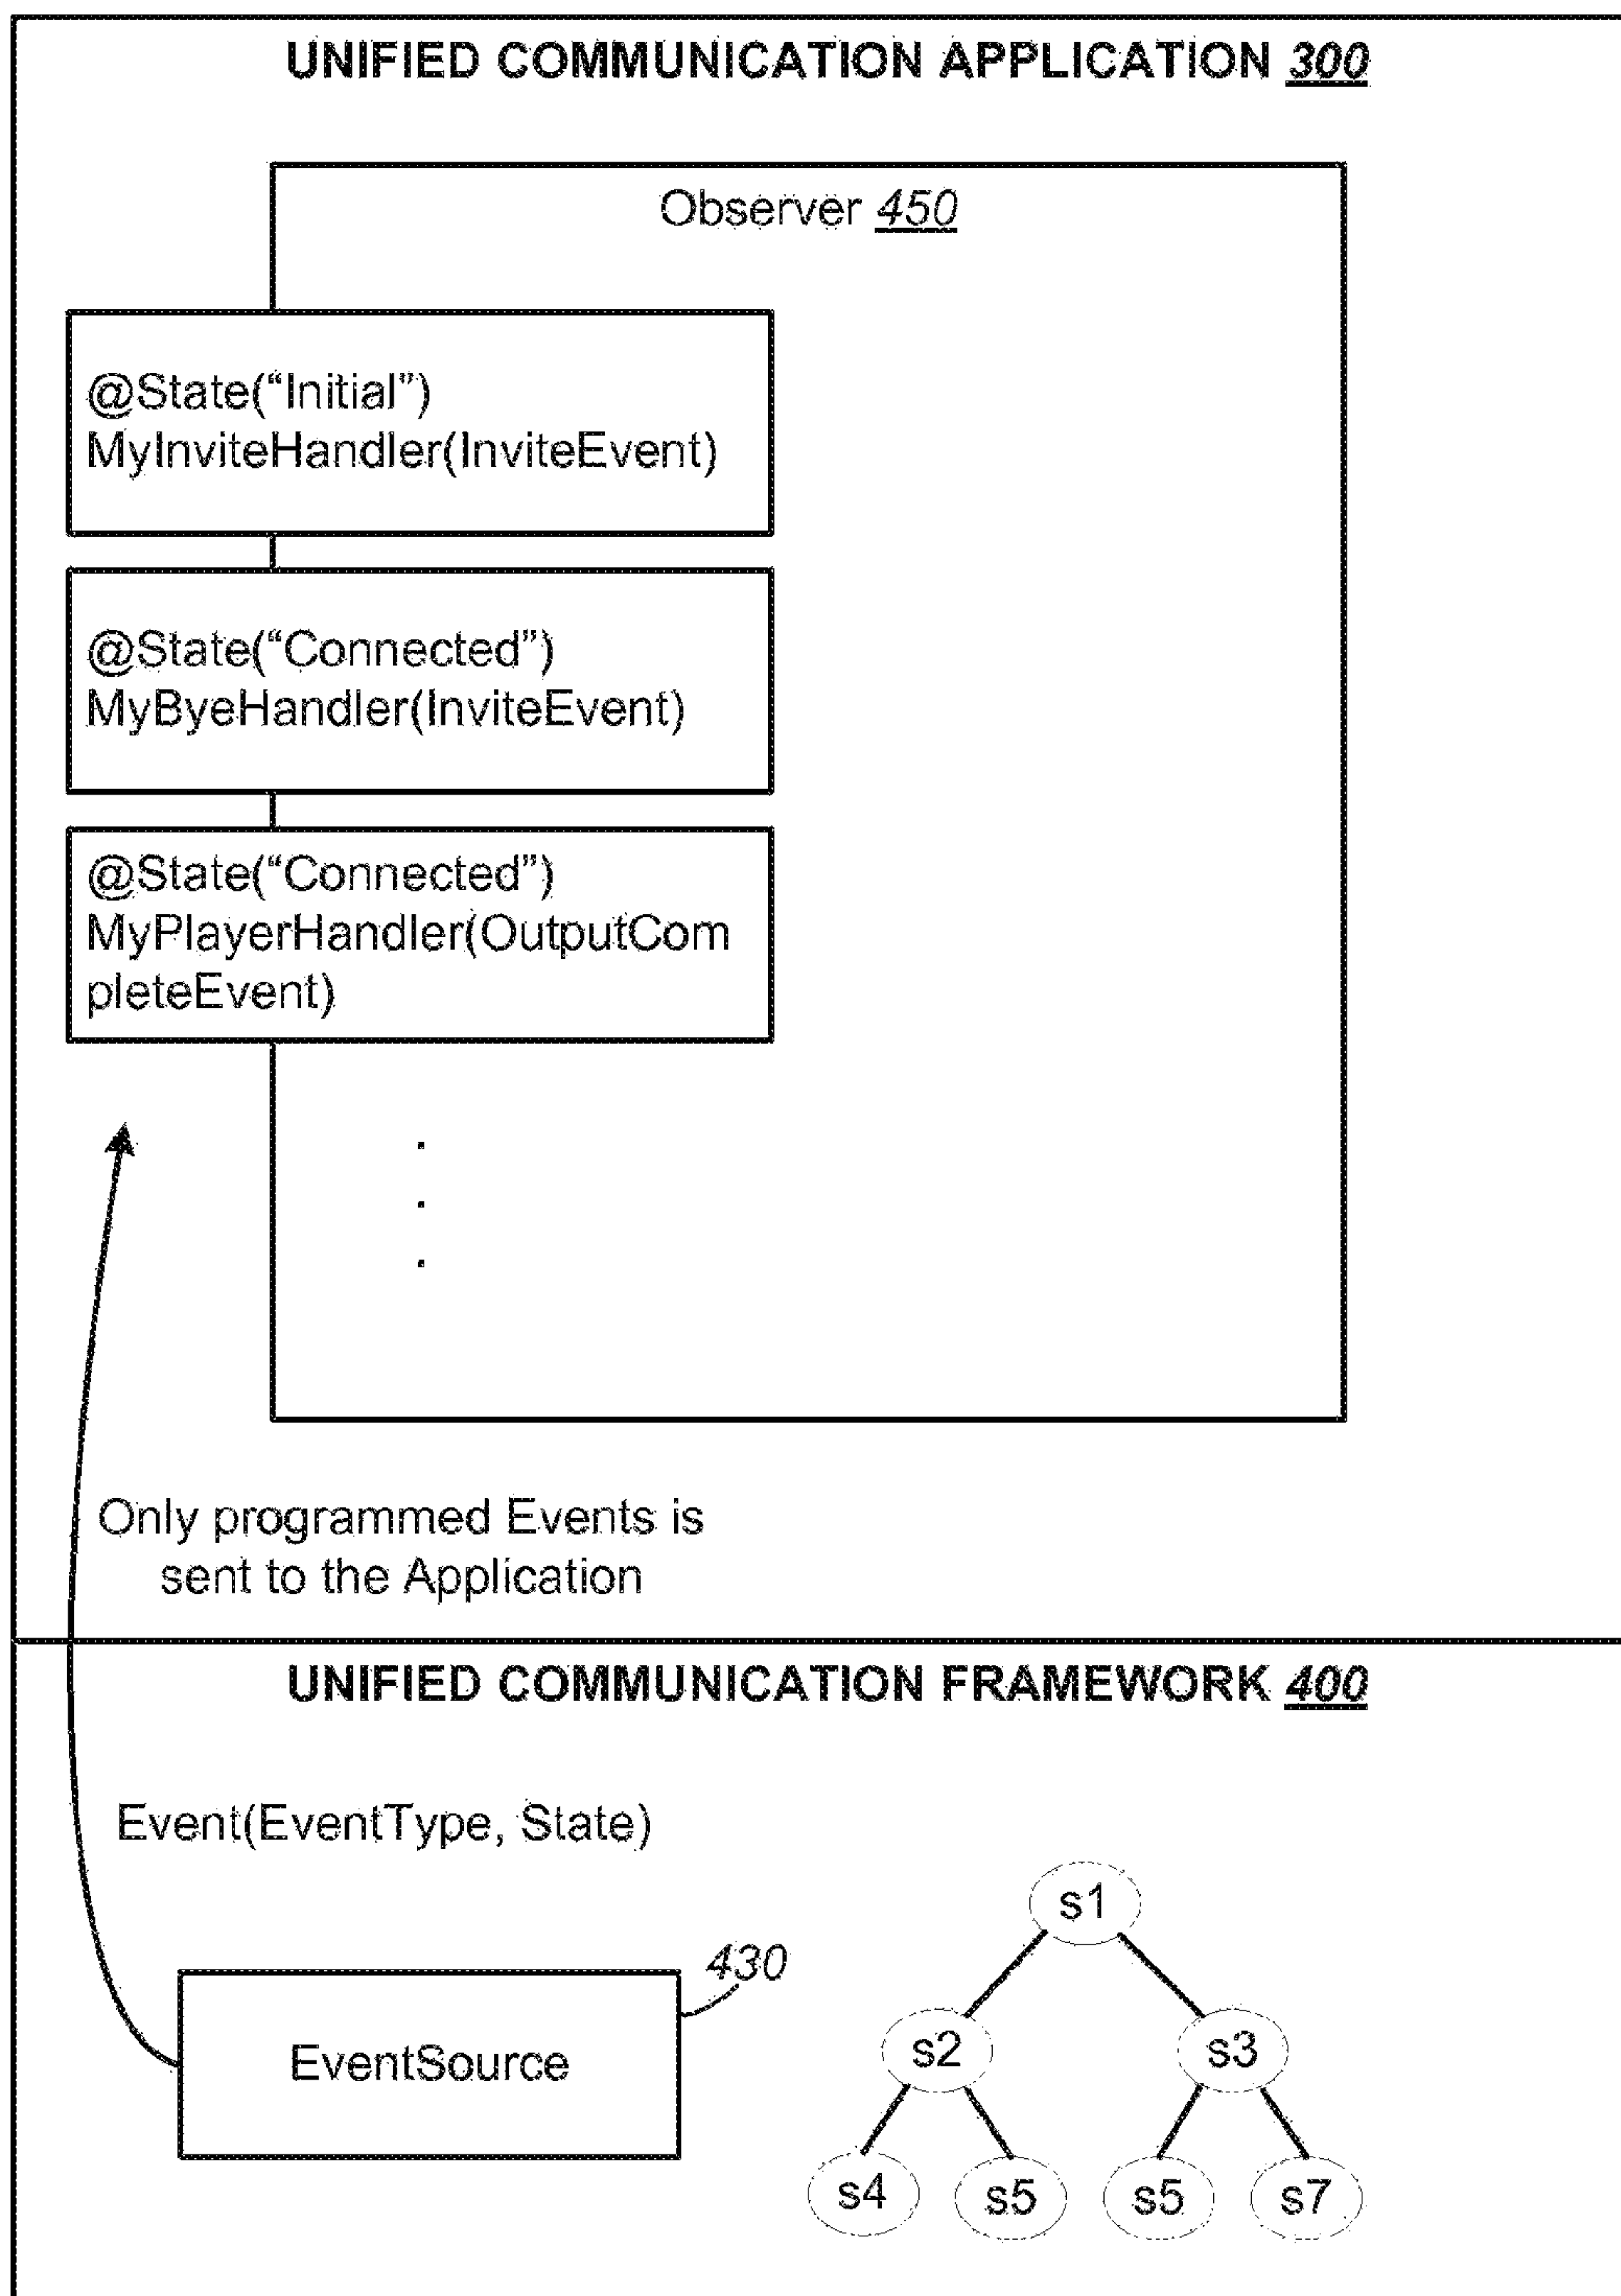 UNIFIED COMMUNICATION APPLICATION 300
Observer 450
@State("Initial")
MyInviteHandler(InviteEvent)
@State("Connected")
MyByeHandler(InviteEvent)
@State("Connected")
MyPlayerHandler(OutputCom
pleteEvent)
.
.
.
Only programmed Events is
sent to the Application
UNIFIED COMMUNICATION FRAMEWORK 400
Event(EventType, State)
430
EventSource
s1
s2 s3
s4 s5 s5 s7